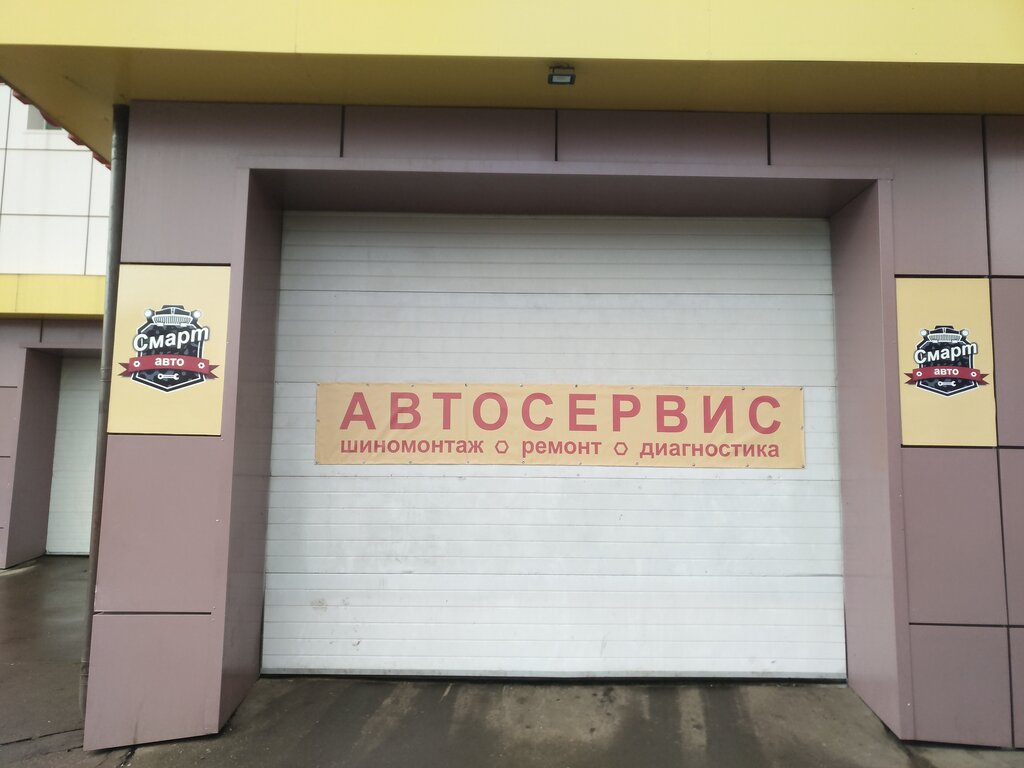 Смарт
авто
АВТОСЕРВИС
шиномонтаж ремонт диагностика
Смарт
авто